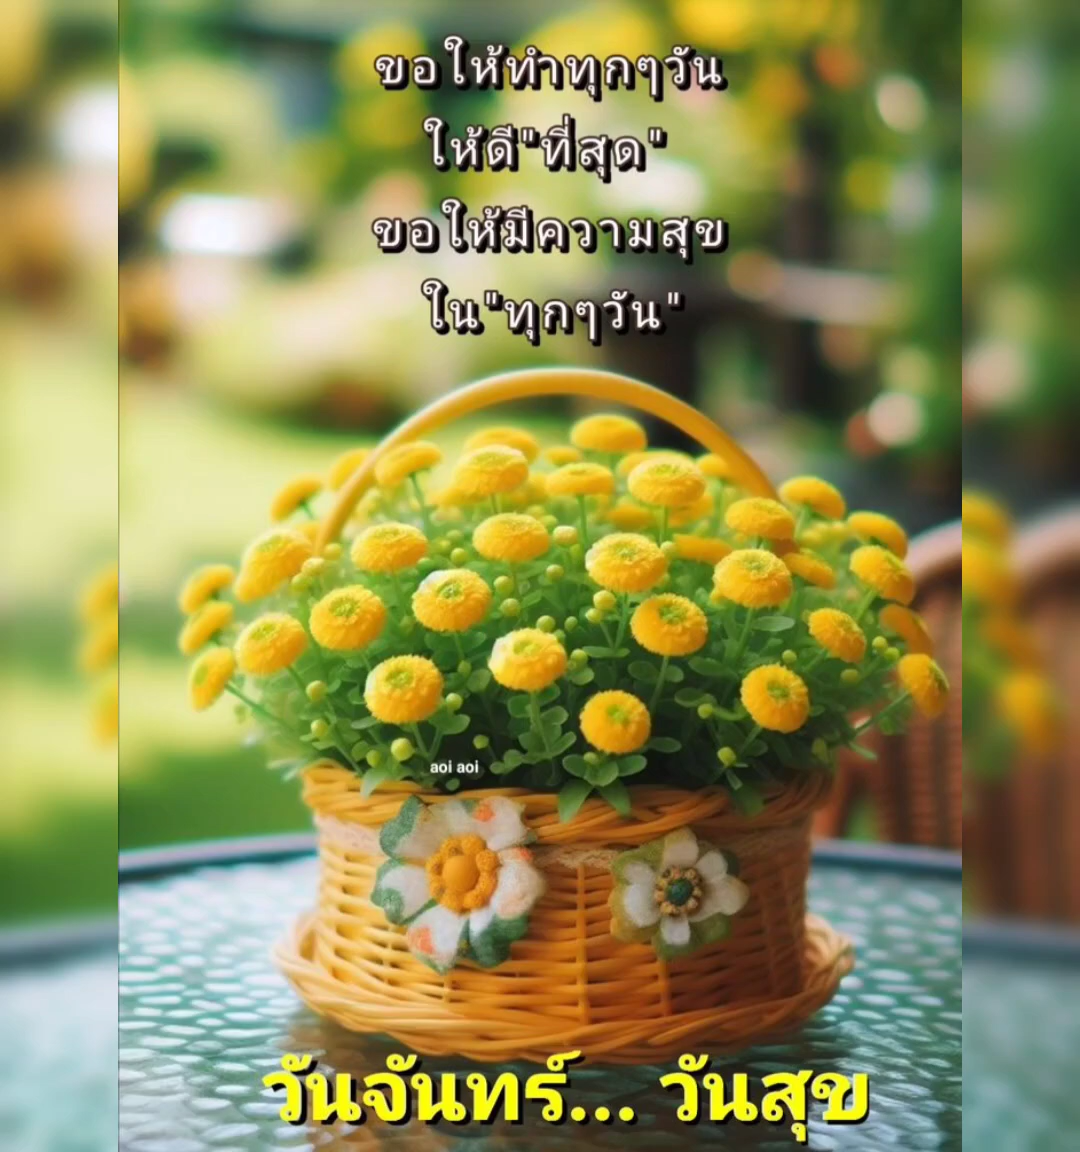 ขอให้ทำทุกๆวัน
ให้ดี"ที่สุด"
ขอให้มีความสุข
ใน"ทุกๆวัน"
aoi aoi
วันจันทร์... วันสุข